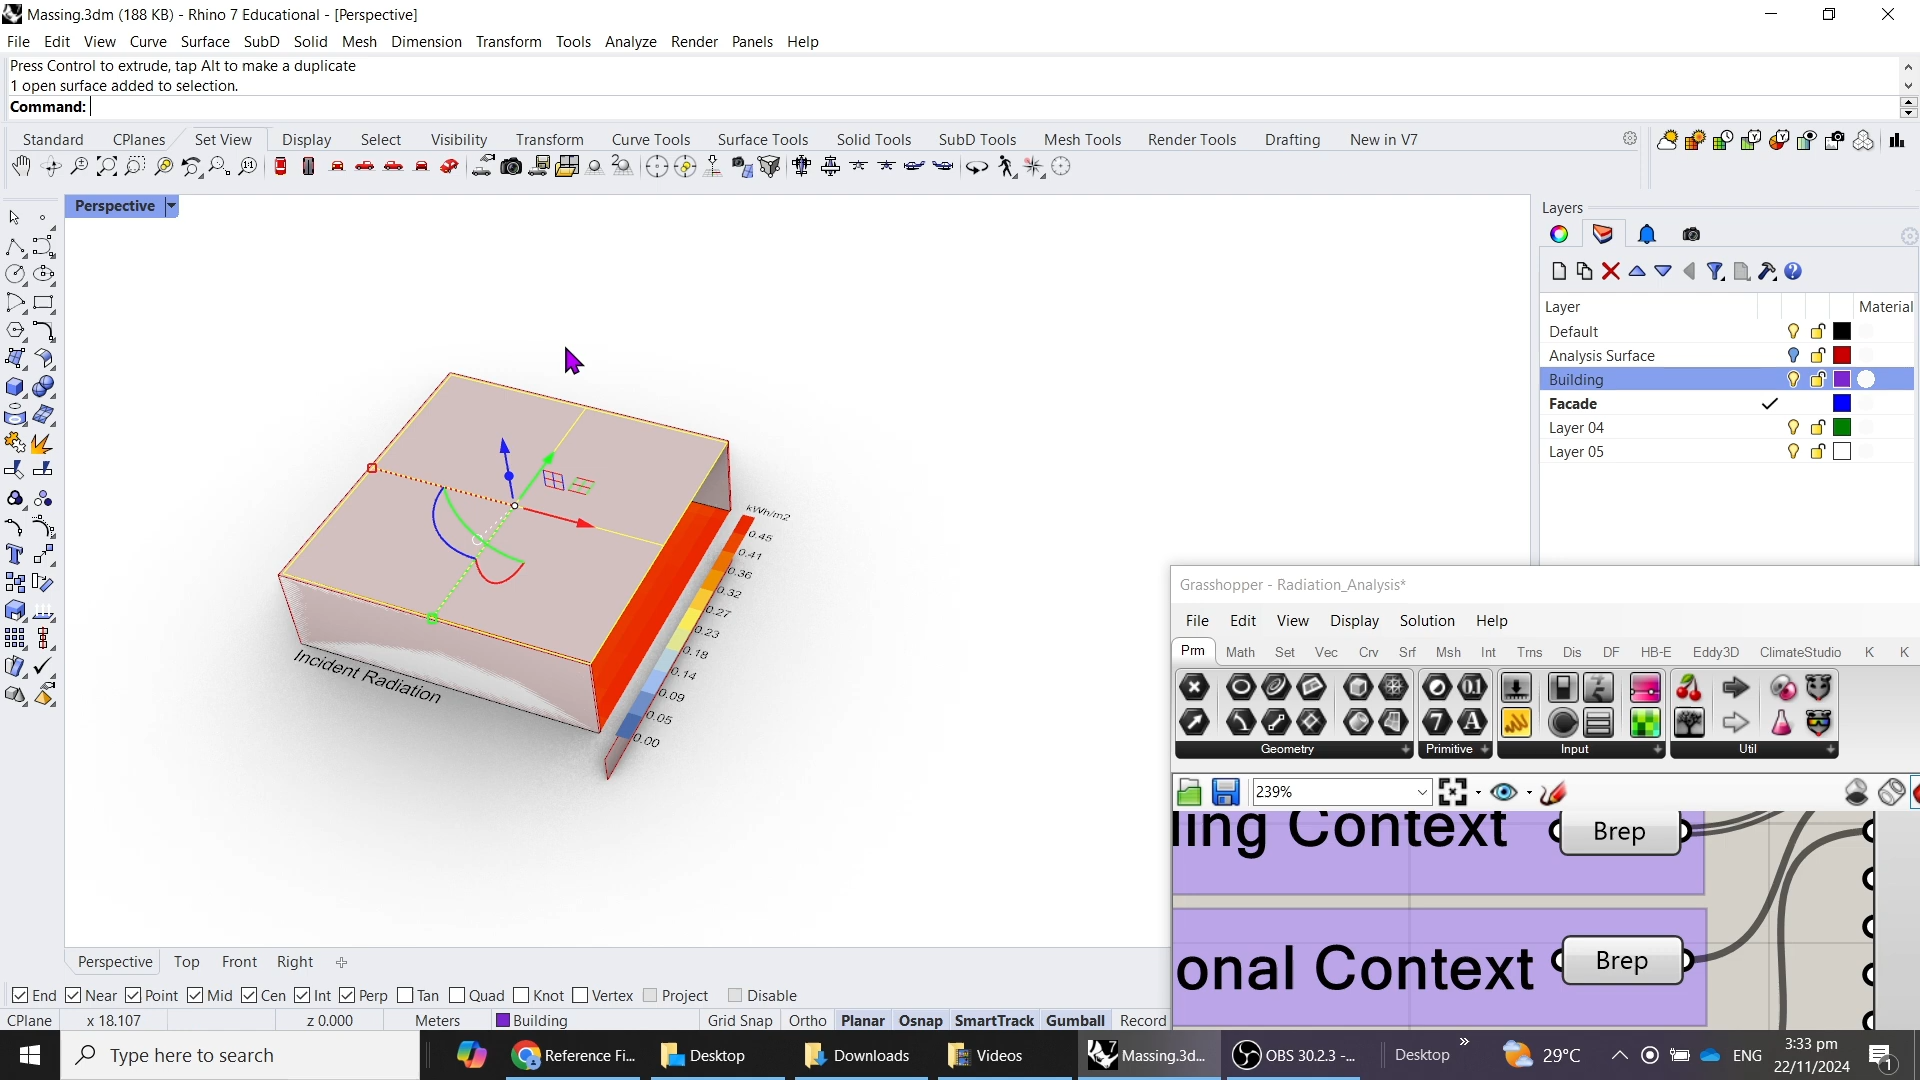 Massing.3dm (188 KB) - Rhino 7 Educational - [Perspective]
File Edit View Curve Surface SubD Solid Mesh Dimension Transform Tools Analyze Render Panels Help
Press Control to extrude, tap Alt to make a duplicate
1 open surface added to selection.
Command:
Standard CPlanes Set View Display Select Visibility Transform Curve Tools Surface Tools Solid Tools SubD Tools Mesh Tools Render Tools Drafting New in V7
Perspective
Layers
Layer Material
Default
Analysis Surface
Building
Facade
Layer 04
Layer 05
kWh/m2
0.45
0.41
0.36
0.32
0.27
0.23
0.18
0.14
0.09
0.05
0.00
Incident Radiation
Grasshopper - Radiation_Analysis*
File Edit View Display Solution Help
Prm Math Set Vec Crv Srf Msh Int Trns Dis DF HB-E Eddy3D ClimateStudio K K
Geometry Primitive Input Util
239%
ling Context Brep
onal Context Brep
Perspective Top Front Right
End Near Point Mid Cen Int Perp Tan Quad Knot Vertex Project Disable
CPlane x 18.107 z 0.000 Meters Building Grid Snap Ortho Planar Osnap SmartTrack Gumball Record
Type here to search
Reference Fi...
Desktop
Downloads
Videos
Massing.3d...
OBS 30.2.3 -...
Desktop
29°C
ENG
3:33 pm
22/11/2024
1